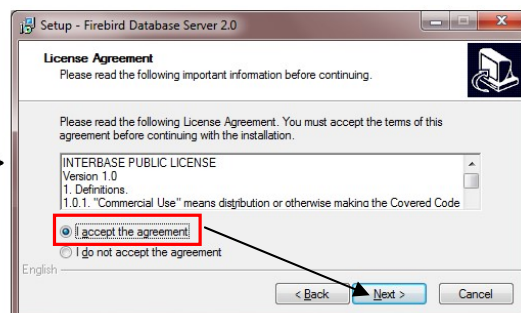 Setup - Firebird Database Server 2.0
License Agreement
Please read the following important information before continuing.
Please read the following License Agreement. You must accept the terms of this
agreement before continuing with the installation.
INTERBASE PUBLIC LICENSE
Version 1.0
1. Definitions.
1.0.1. "Commercial Use" means distribution or otherwise making the Covered Code
I accept the agreement
I do not accept the agreement
English
< Back
Next >
Cancel